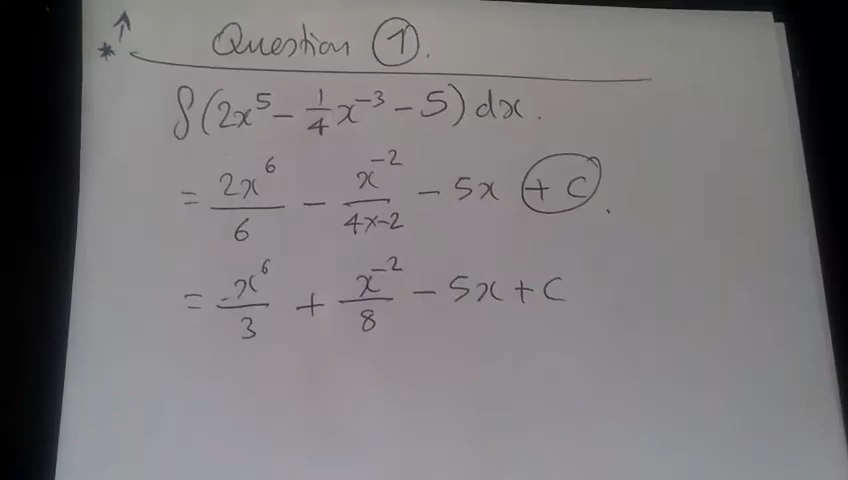 Question 1.
∫(2x⁵ - 1/4 x⁻³ - 5) dx.
= 2x⁶/6 - x⁻²/4x-2 - 5x + C.
= x⁶/3 + x⁻²/8 - 5x + C